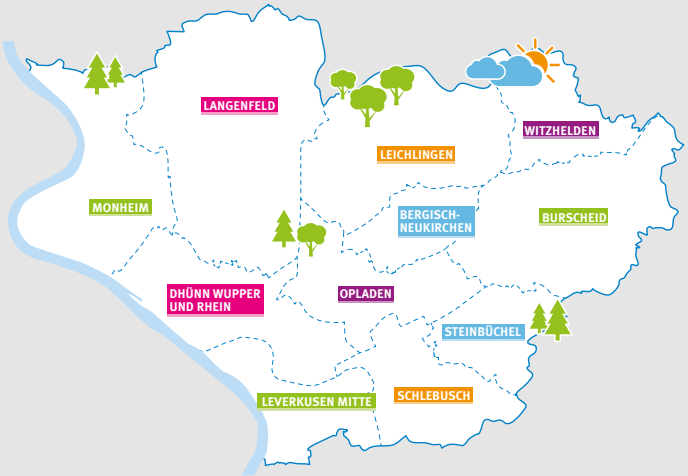 LANGENFELD
WITZHELDEN
LEICHLINGEN
MONHEIM
BERGISCH-
NEUKIRCHEN
BURSCHEID
DHÜNN WUPPER
UND RHEIN
OPLADEN
STEINBÜCHEL
LEVERKUSEN MITTE
SCHLEBUSCH